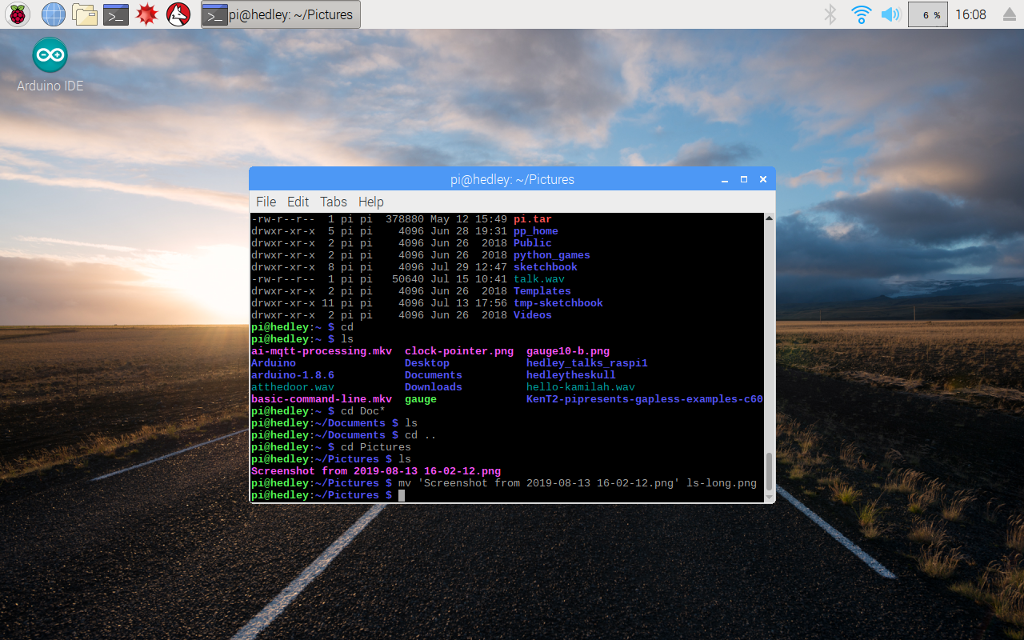 pi@hedley: ~/Pictures
6 %
16:08
Arduino IDE
pi@hedley: ~/Pictures
File Edit Tabs Help
-rw-r--r--  1 pi pi  378880 May 12 15:49 pi.tar
drwxr-xr-x  5 pi pi    4096 Jun 28 19:31 pp_home
drwxr-xr-x  2 pi pi    4096 Jun 26  2018 Public
drwxr-xr-x  2 pi pi    4096 Jun 26  2018 python_games
drwxr-xr-x  8 pi pi    4096 Jul 29 12:47 sketchbook
-rw-r--r--  1 pi pi   50640 Jul 15 10:41 talk.wav
drwxr-xr-x  2 pi pi    4096 Jun 26  2018 Templates
drwxr-xr-x 11 pi pi    4096 Jul 13 17:56 tmp-sketchbook
drwxr-xr-x  2 pi pi    4096 Jun 26  2018 Videos
pi@hedley:~ $ cd
pi@hedley:~ $ ls
ai-mqtt-processing.mkv  clock-pointer.png  gauge10-b.png
Arduino                 Desktop            hedley_talks_raspi1
arduino-1.8.6           Documents          hedleytheskull
atthedoor.wav           Downloads          hello-kamilah.wav
basic-command-line.mkv  gauge              KenT2-pipresents-gapless-examples-c60
pi@hedley:~ $ cd Doc*
pi@hedley:~/Documents $ ls
pi@hedley:~/Documents $ cd ..
pi@hedley:~ $ cd Pictures
pi@hedley:~/Pictures $ ls
Screenshot from 2019-08-13 16-02-12.png
pi@hedley:~/Pictures $ mv 'Screenshot from 2019-08-13 16-02-12.png' ls-long.png
pi@hedley:~/Pictures $